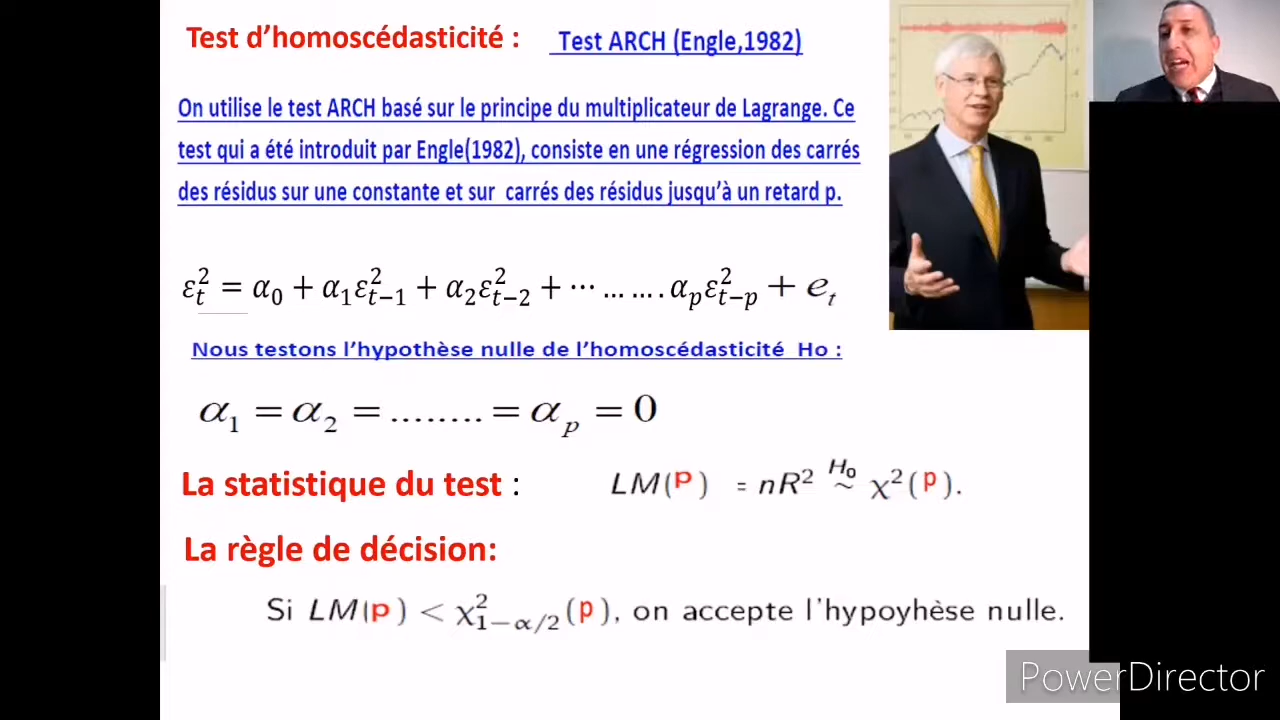 Test d'homoscédasticité : Test ARCH (Engle,1982)
On utilise le test ARCH basé sur le principe du multiplicateur de Lagrange. Ce
test qui a été introduit par Engle(1982), consiste en une régression des carrés
des résidus sur une constante et sur carrés des résidus jusqu'à un retard p.
ε²ₜ = α₀ + α₁ε²ₜ₋₁ + α₂ε²ₜ₋₂ + ⋯ … … . αₚε²ₜ₋ₚ + eₜ
Nous testons l'hypothèse nulle de l'homoscédasticité Ho :
α₁ = α₂ = ........ = αₚ = 0
La statistique du test : LM(p) = nR² ~ᴴ⁰ χ²(p).
La règle de décision:
Si LM(p) < χ²₁₋α/₂(p), on accepte l'hypoyhèse nulle.
PowerDirector